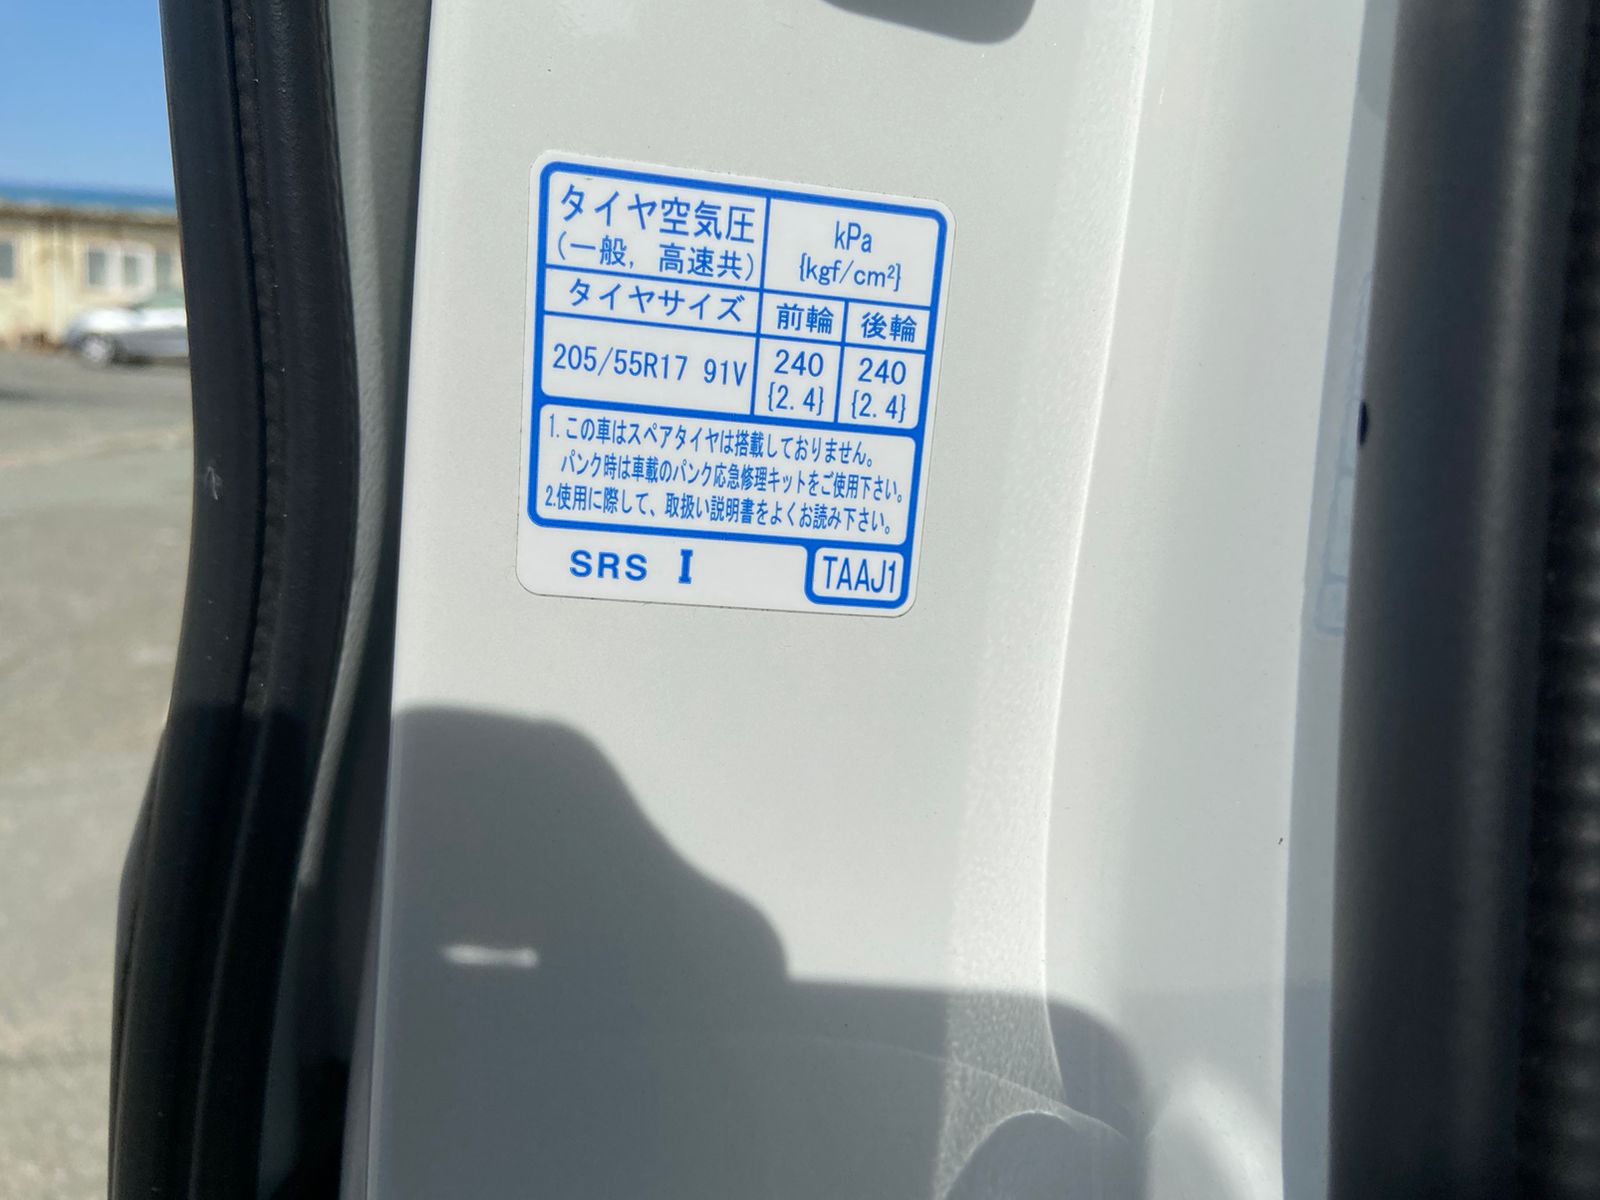 タイヤ空気圧
(一般, 高速共)
kPa
{kgf/cm²}
タイヤサイズ
前輪
後輪
205/55R17 91V
240
{2.4}
240
{2.4}
1.この車はスペアタイヤは搭載しておりません。
パンク時は車載のパンク応急修理キットをご使用下さい。
2.使用に際して、取扱い説明書をよくお読み下さい。
SRS I
TAAJ1